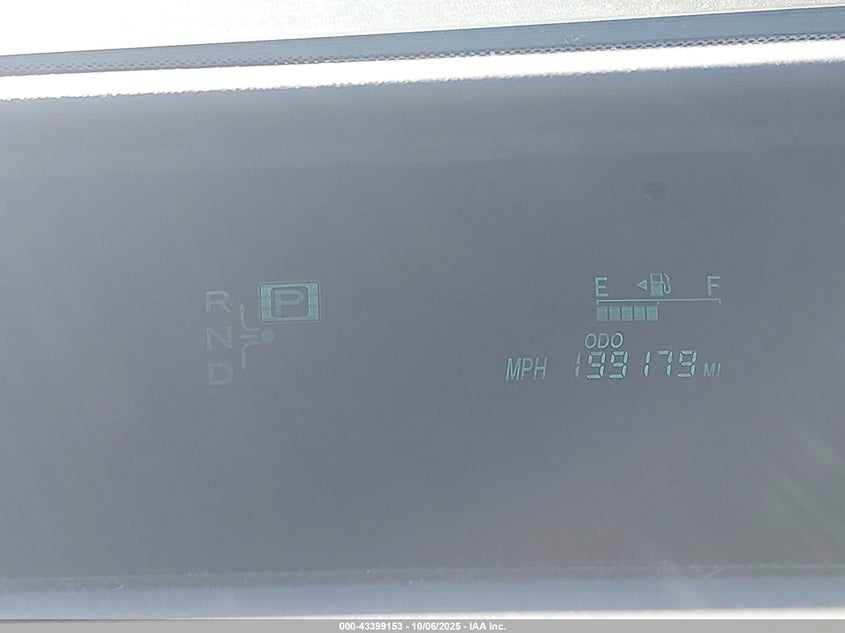 R P
N
D
E F
ODO
MPH 199179 MI
000-43399153 - 10/06/2025 - IAA Inc.